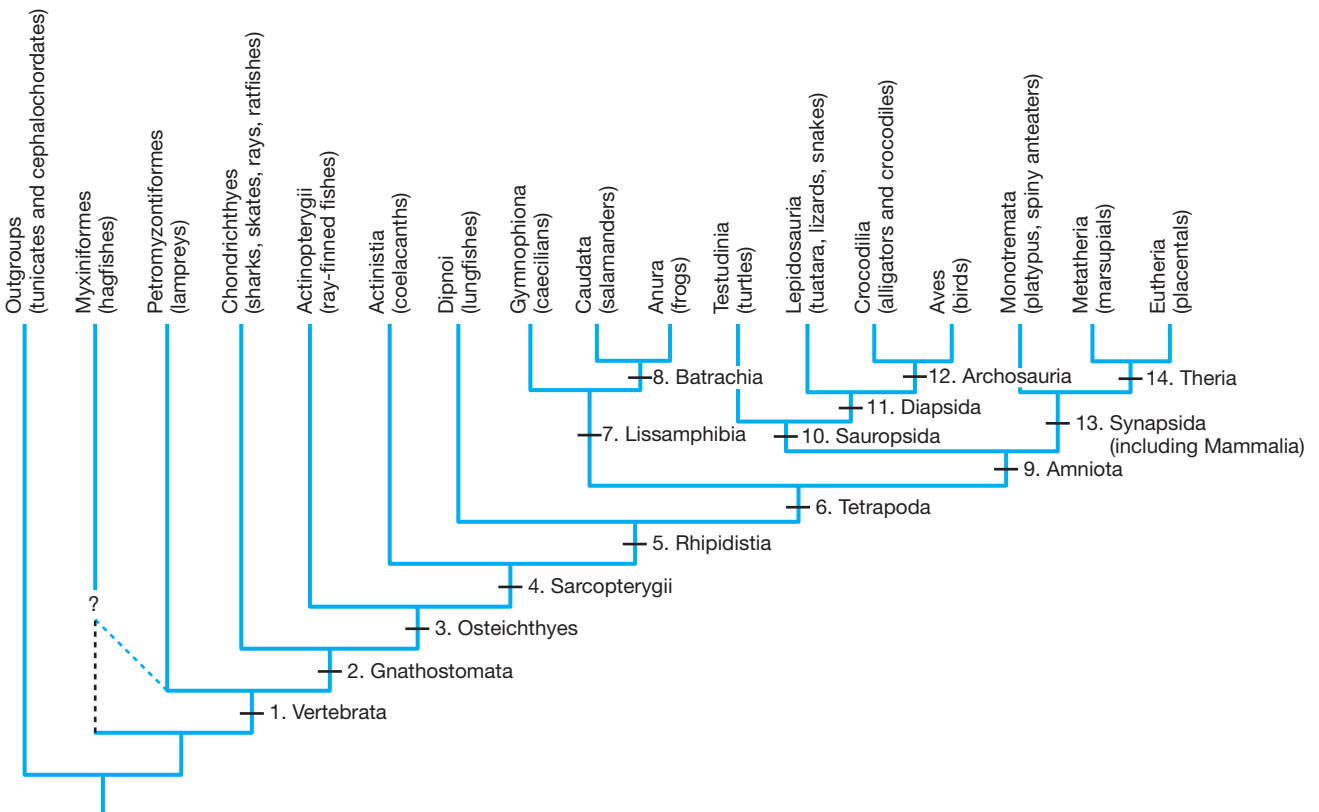 Outgroups
(tunicates and cephalochordates)
Myxiniformes
(hagfishes)
Petromyzontiformes
(lampreys)
Chondrichthyes
(sharks, skates, rays, ratfishes)
Actinopterygii
(ray-finned fishes)
Actinistia
(coelacanths)
Dipnoi
(lungfishes)
Gymnophiona
(caecilians)
Caudata
(salamanders)
Anura
(frogs)
Testudinia
(turtles)
Lepidosauria
(tuatara, lizards, snakes)
Crocodilia
(alligators and crocodiles)
Aves
(birds)
Monotremata
(platypus, spiny anteaters)
Metatheria
(marsupials)
Eutheria
(placentals)
8. Batrachia
12. Archosauria
14. Theria
11. Diapsida
7. Lissamphibia
10. Sauropsida
13. Synapsida
(including Mammalia)
9. Amniota
6. Tetrapoda
5. Rhipidistia
4. Sarcopterygii
?
3. Osteichthyes
2. Gnathostomata
1. Vertebrata